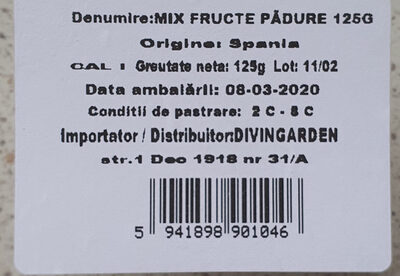 Denumire:MIX FRUCTE PĂDURE 125G
Origine: Spania
CAL I Greutate neta: 125g Lot: 11/02
Data ambalării: 08-03-2020
Conditii de pastrare: 2 C - 8 C
Importator / Distribuitor:DIVINGARDEN
str.1 Dec 1918 nr 31/A
5 941898 901046